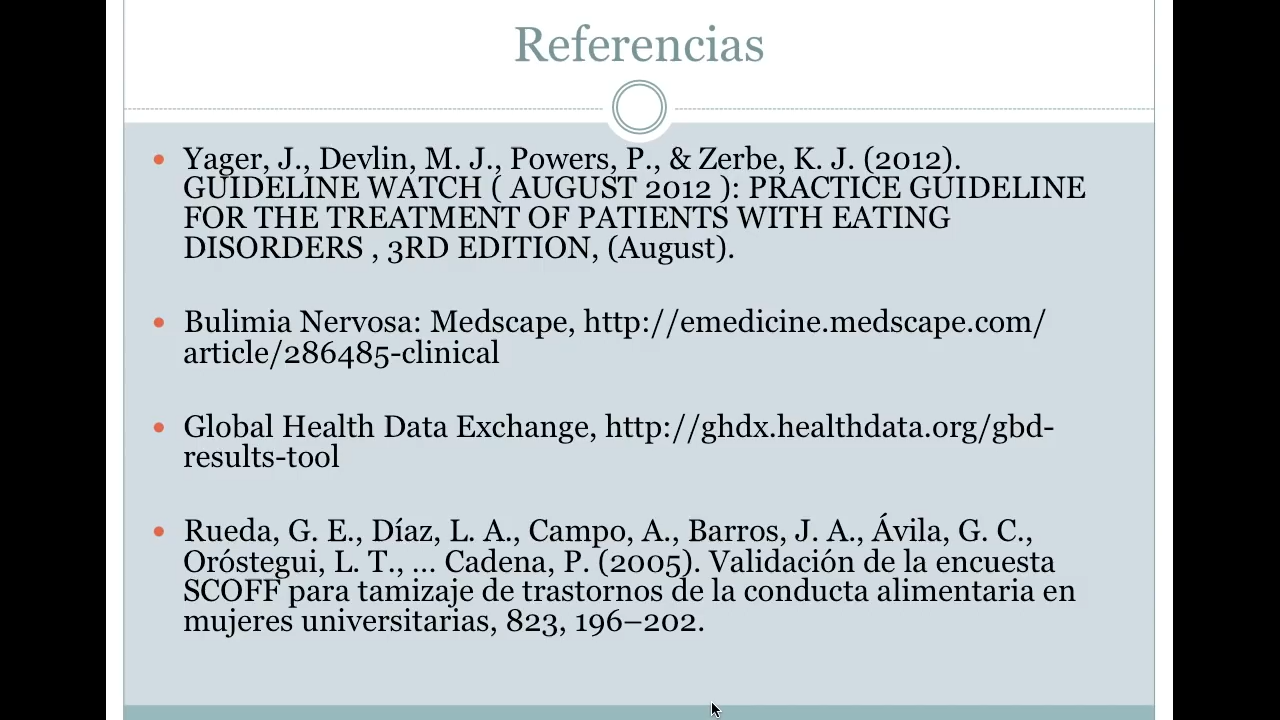 Referencias
• Yager, J., Devlin, M. J., Powers, P., & Zerbe, K. J. (2012).
GUIDELINE WATCH ( AUGUST 2012 ): PRACTICE GUIDELINE
FOR THE TREATMENT OF PATIENTS WITH EATING
DISORDERS , 3RD EDITION, (August).
• Bulimia Nervosa: Medscape, http://emedicine.medscape.com/
article/286485-clinical
• Global Health Data Exchange, http://ghdx.healthdata.org/gbd-
results-tool
• Rueda, G. E., Díaz, L. A., Campo, A., Barros, J. A., Ávila, G. C.,
Oróstegui, L. T., ... Cadena, P. (2005). Validación de la encuesta
SCOFF para tamizaje de trastornos de la conducta alimentaria en
mujeres universitarias, 823, 196–202.